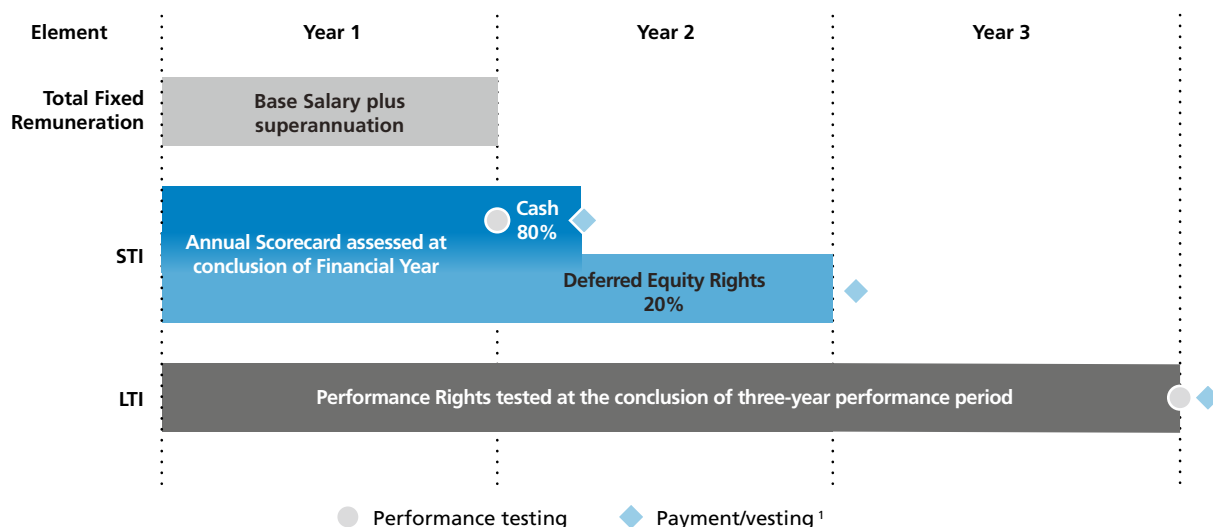 Element Year 1 Year 2 Year 3
Total Fixed
Remuneration
Base Salary plus
superannuation
STI
Annual Scorecard assessed at
conclusion of Financial Year
Cash
80%
Deferred Equity Rights
20%
LTI
Performance Rights tested at the conclusion of three-year performance period
Performance testing Payment/vesting¹